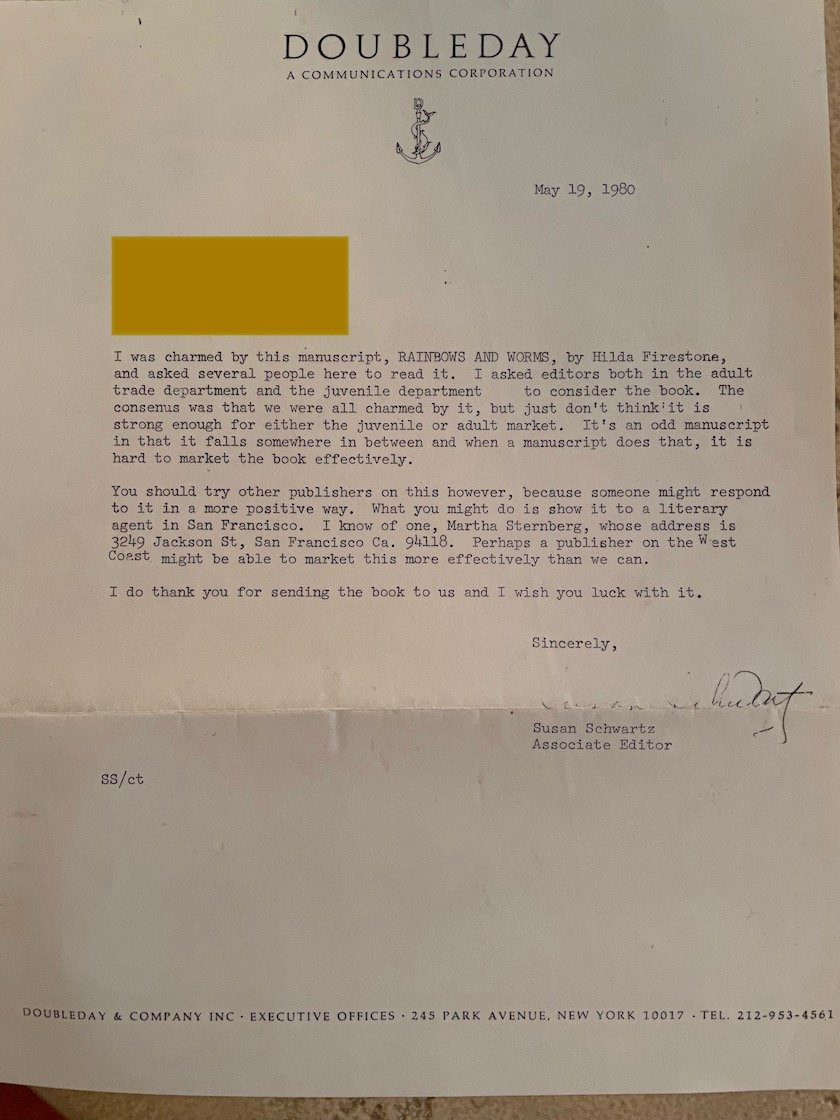 DOUBLEDAY
A COMMUNICATIONS CORPORATION
May 19, 1980
I was charmed by this manuscript, RAINBOWS AND WORMS, by Hilda Firestone,
and asked several people here to read it. I asked editors both in the adult
trade department and the juvenile department to consider the book. The
consenus was that we were all charmed by it, but just don't think it is
strong enough for either the juvenile or adult market. It's an odd manuscript
in that it falls somewhere in between and when a manuscript does that, it is
hard to market the book effectively.
You should try other publishers on this however, because someone might respond
to it in a more positive way. What you might do is show it to a literary
agent in San Francisco. I know of one, Martha Sternberg, whose address is
3249 Jackson St, San Francisco Ca. 94118. Perhaps a publisher on the West
Coast might be able to market this more effectively than we can.
I do thank you for sending the book to us and I wish you luck with it.
Sincerely,
Susan Schwartz
Susan Schwartz
Associate Editor
SS/ct
DOUBLEDAY & COMPANY INC · EXECUTIVE OFFICES · 245 PARK AVENUE, NEW YORK 10017 · TEL. 212-953-4561